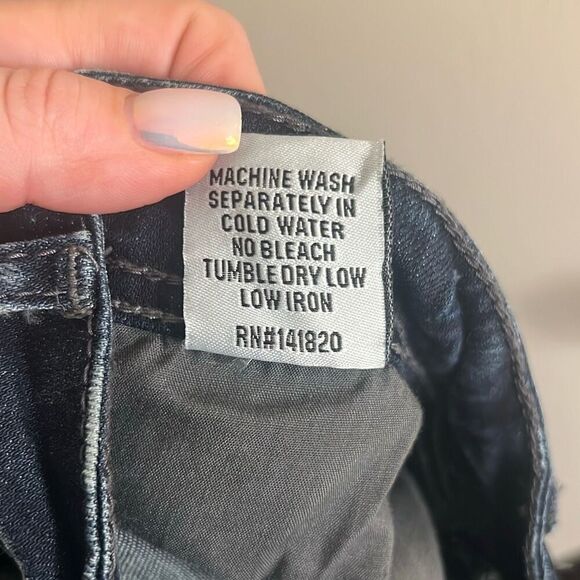 MACHINE WASH
SEPARATELY IN
COLD WATER
NO BLEACH
TUMBLE DRY LOW
LOW IRON
RN#141820